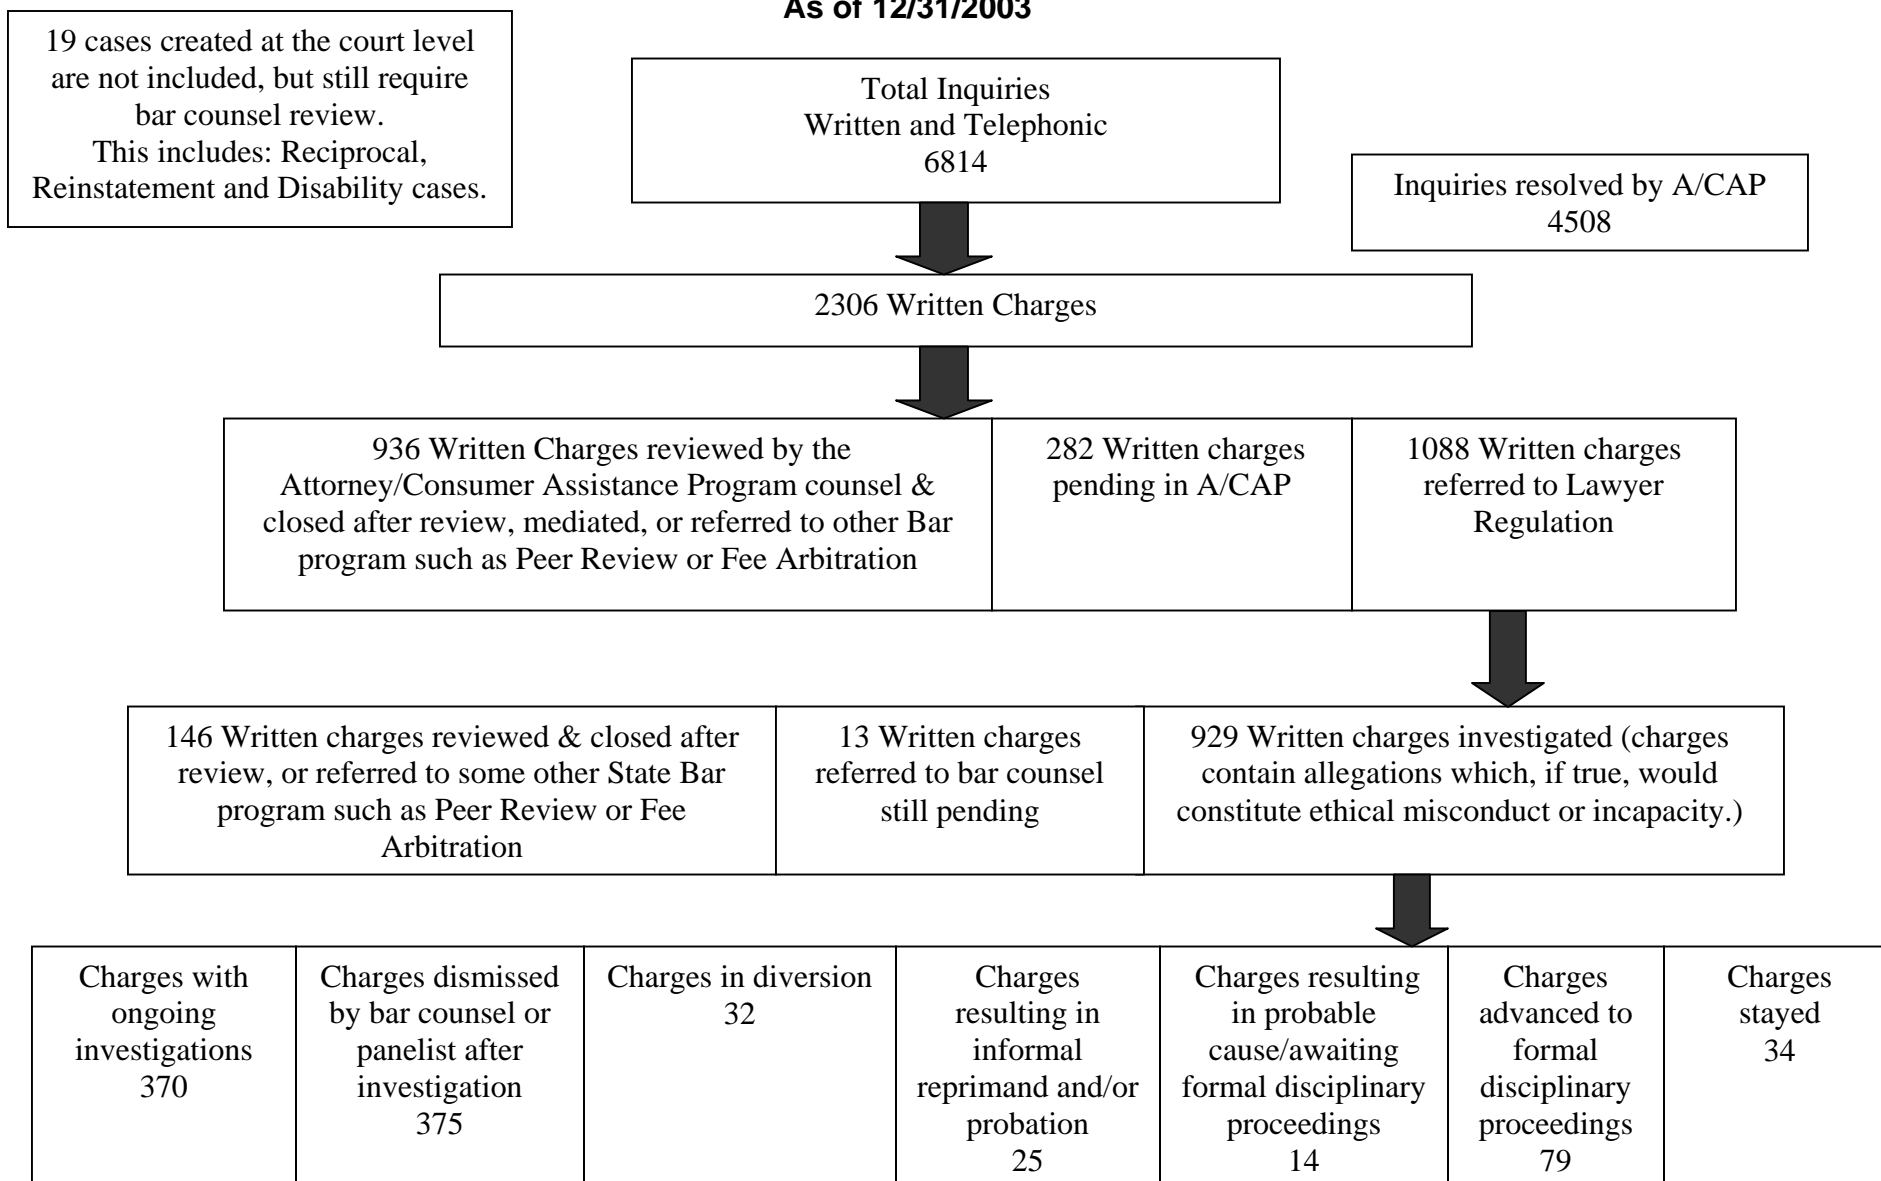 As of 12/31/2003
19 cases created at the court level
are not included, but still require
bar counsel review.
This includes: Reciprocal,
Reinstatement and Disability cases.
Total Inquiries
Written and Telephonic
6814
Inquiries resolved by A/CAP
4508
2306 Written Charges
936 Written Charges reviewed by the
Attorney/Consumer Assistance Program counsel &
closed after review, mediated, or referred to other Bar
program such as Peer Review or Fee Arbitration
282 Written charges
pending in A/CAP
1088 Written charges
referred to Lawyer
Regulation
146 Written charges reviewed & closed after
review, or referred to some other State Bar
program such as Peer Review or Fee
Arbitration
13 Written charges
referred to bar counsel
still pending
929 Written charges investigated (charges
contain allegations which, if true, would
constitute ethical misconduct or incapacity.)
Charges with
ongoing
investigations
370
Charges dismissed
by bar counsel or
panelist after
investigation
375
Charges in diversion
32
Charges
resulting in
informal
reprimand and/or
probation
25
Charges resulting
in probable
cause/awaiting
formal disciplinary
proceedings
14
Charges
advanced to
formal
disciplinary
proceedings
79
Charges
stayed
34